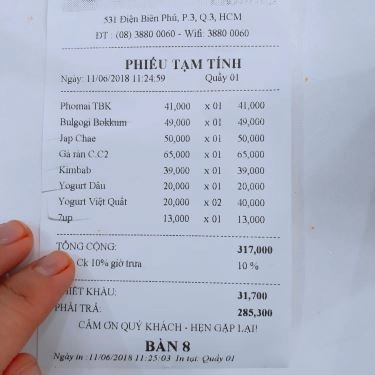 531 Điện Biên Phủ, P.3, Q.3, HCM
ĐT : (08) 3880 0060 - Wifi: 3880 0060
PHIẾU TẠM TÍNH
Ngày: 11/06/2018 11:24:59 Quầy 01
Phomai TBK 41,000 x 01 41,000
Bulgogi Bokkum 49,000 x 01 49,000
Jap Chae 50,000 x 01 50,000
Gà rán C.C2 65,000 x 01 65,000
Kimbab 39,000 x 01 39,000
Yogurt Dâu 20,000 x 01 20,000
Yogurt Việt Quất 20,000 x 02 40,000
7up 13,000 x 01 13,000
TỔNG CỘNG: 317,000
Ck 10% giờ trưa 10 %
KHẤU: 31,700
PHẢI TRẢ: 285,300
CẢM ƠN QUÝ KHÁCH - HẸN GẶP LẠI!
BÀN 8
Ngày in :11/06/2018 11:25:03 In tại: Quầy 01